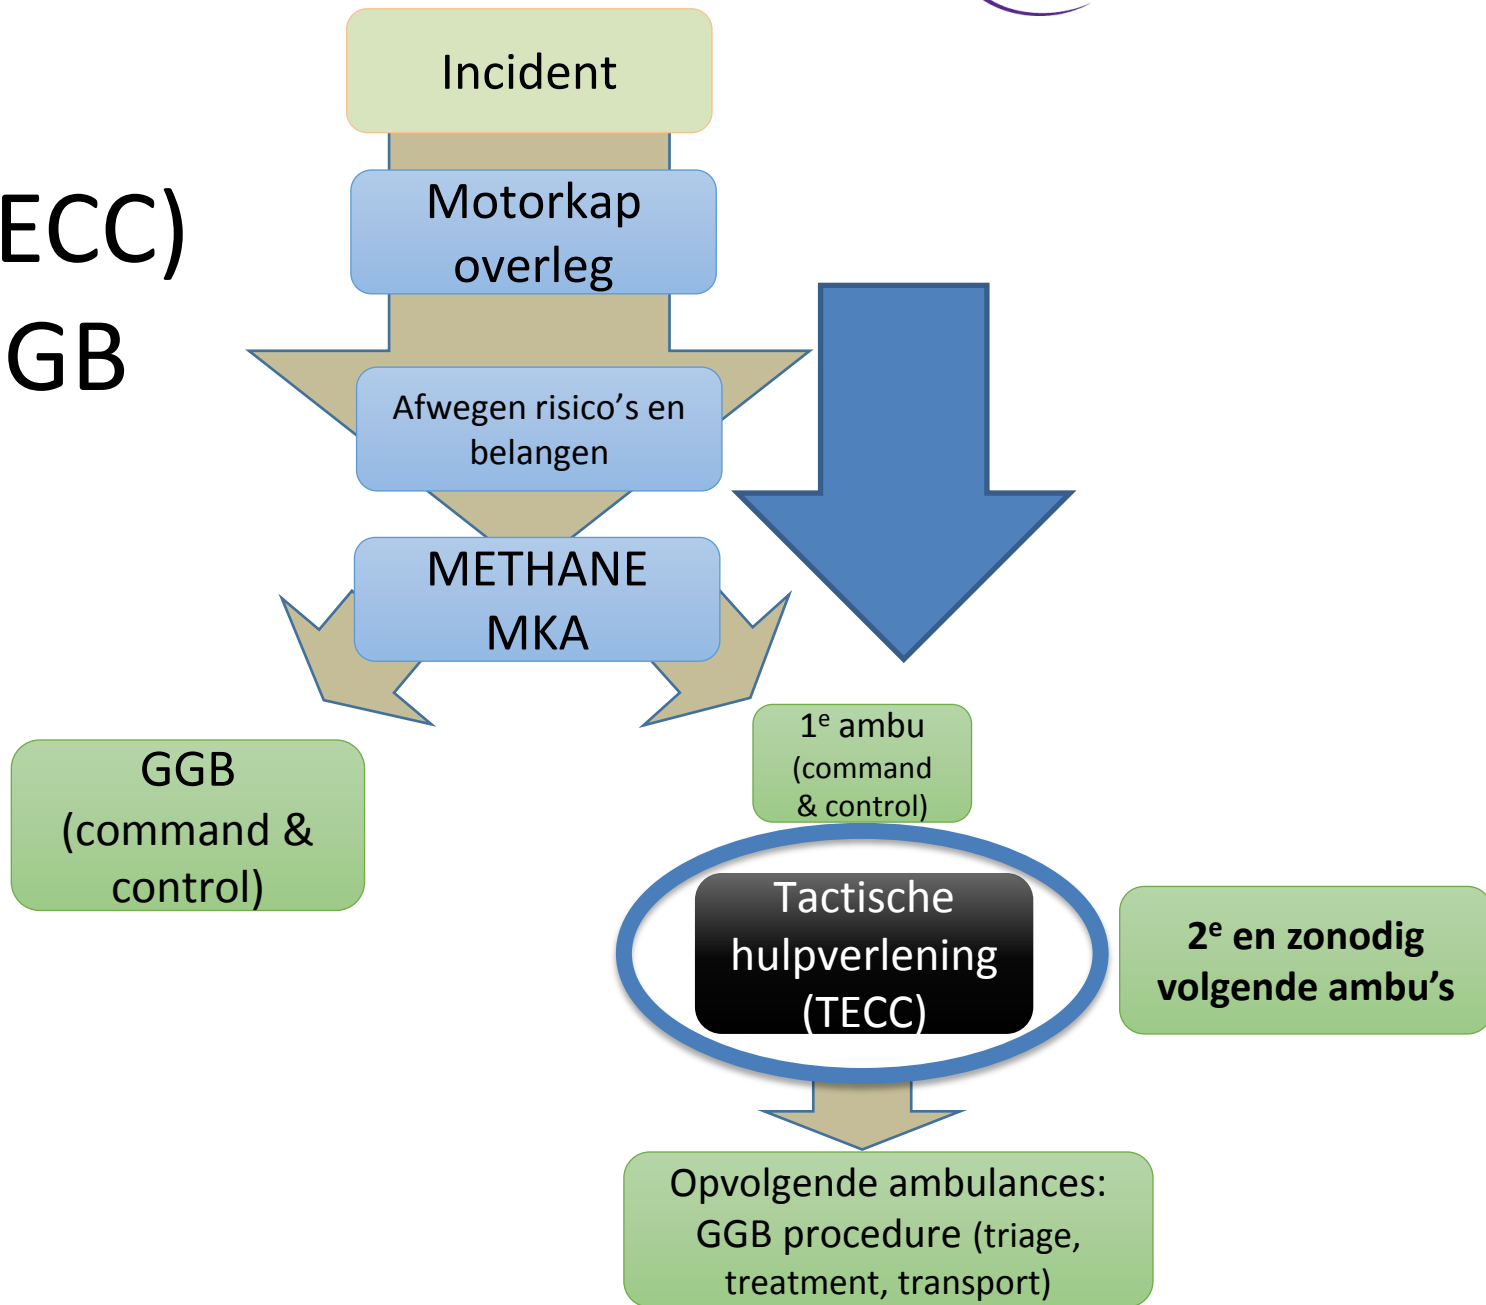 ECC)
GB
Incident
Motorkap
overleg
Afwegen risico’s en
belangen
METHANE
MKA
GGB
(command &
control)
1e ambu
(command
& control)
Tactische
hulpverlening
(TECC)
2e en zonodig
volgende ambu’s
Opvolgende ambulances:
GGB procedure (triage,
treatment, transport)